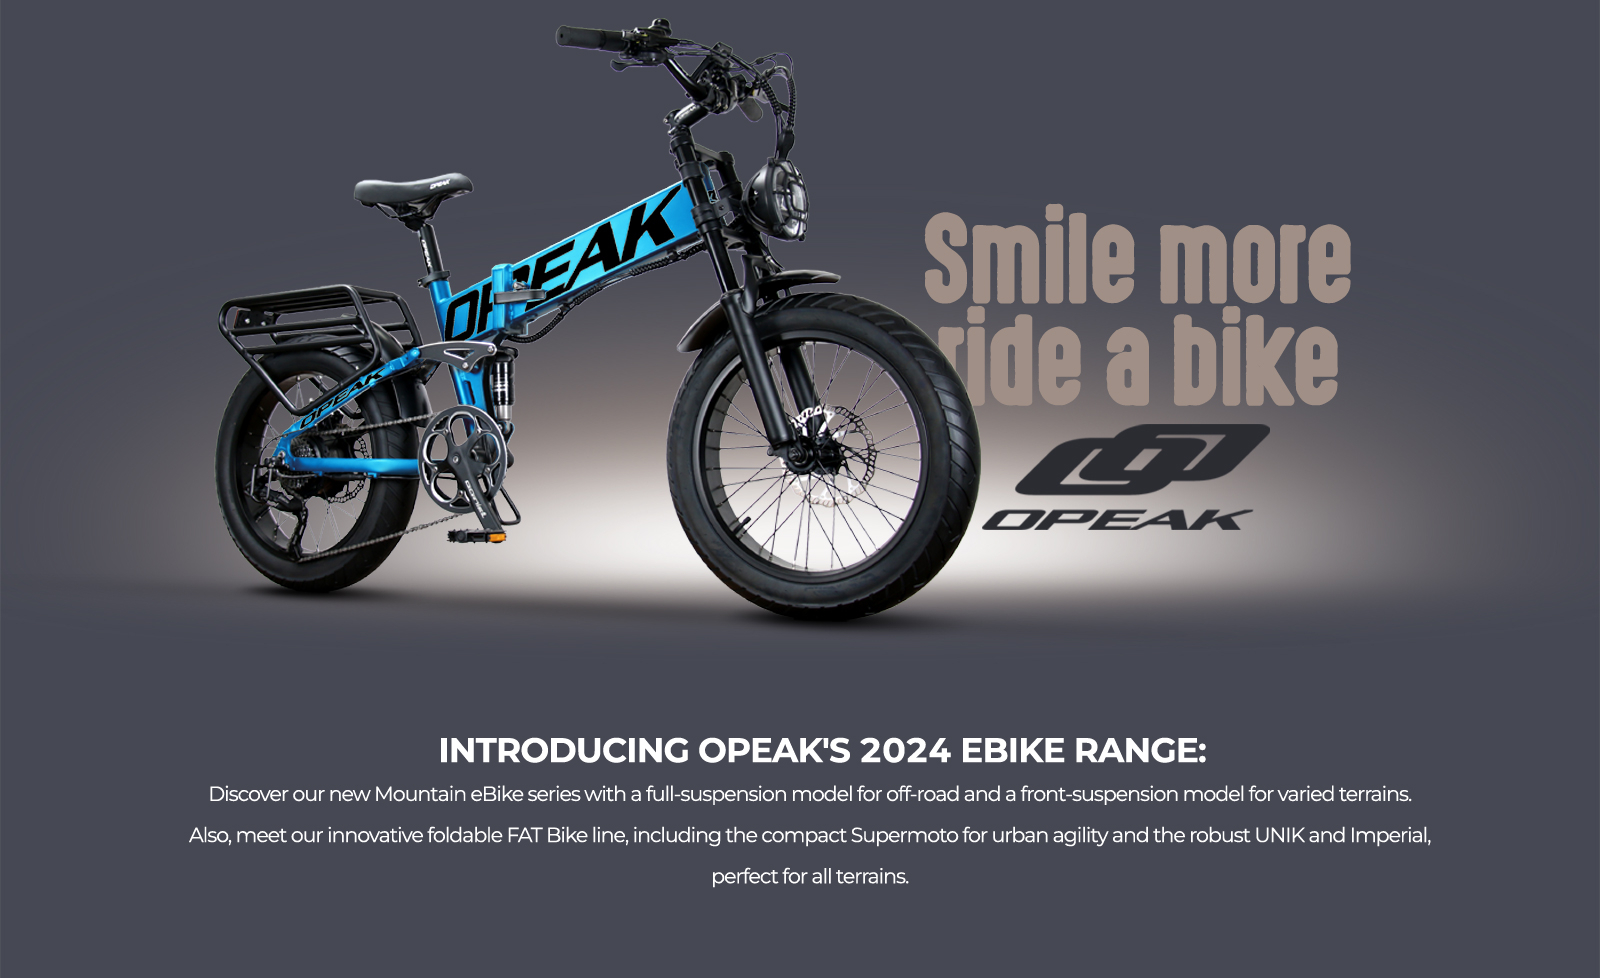 OPEAK
OPEAK
OPEAK
Smile more
ride a bike
OPEAK
INTRODUCING OPEAK'S 2024 EBIKE RANGE:
Discover our new Mountain eBike series with a full-suspension model for off-road and a front-suspension model for varied terrains.
Also, meet our innovative foldable FAT Bike line, including the compact Supermoto for urban agility and the robust UNIK and Imperial,
perfect for all terrains.